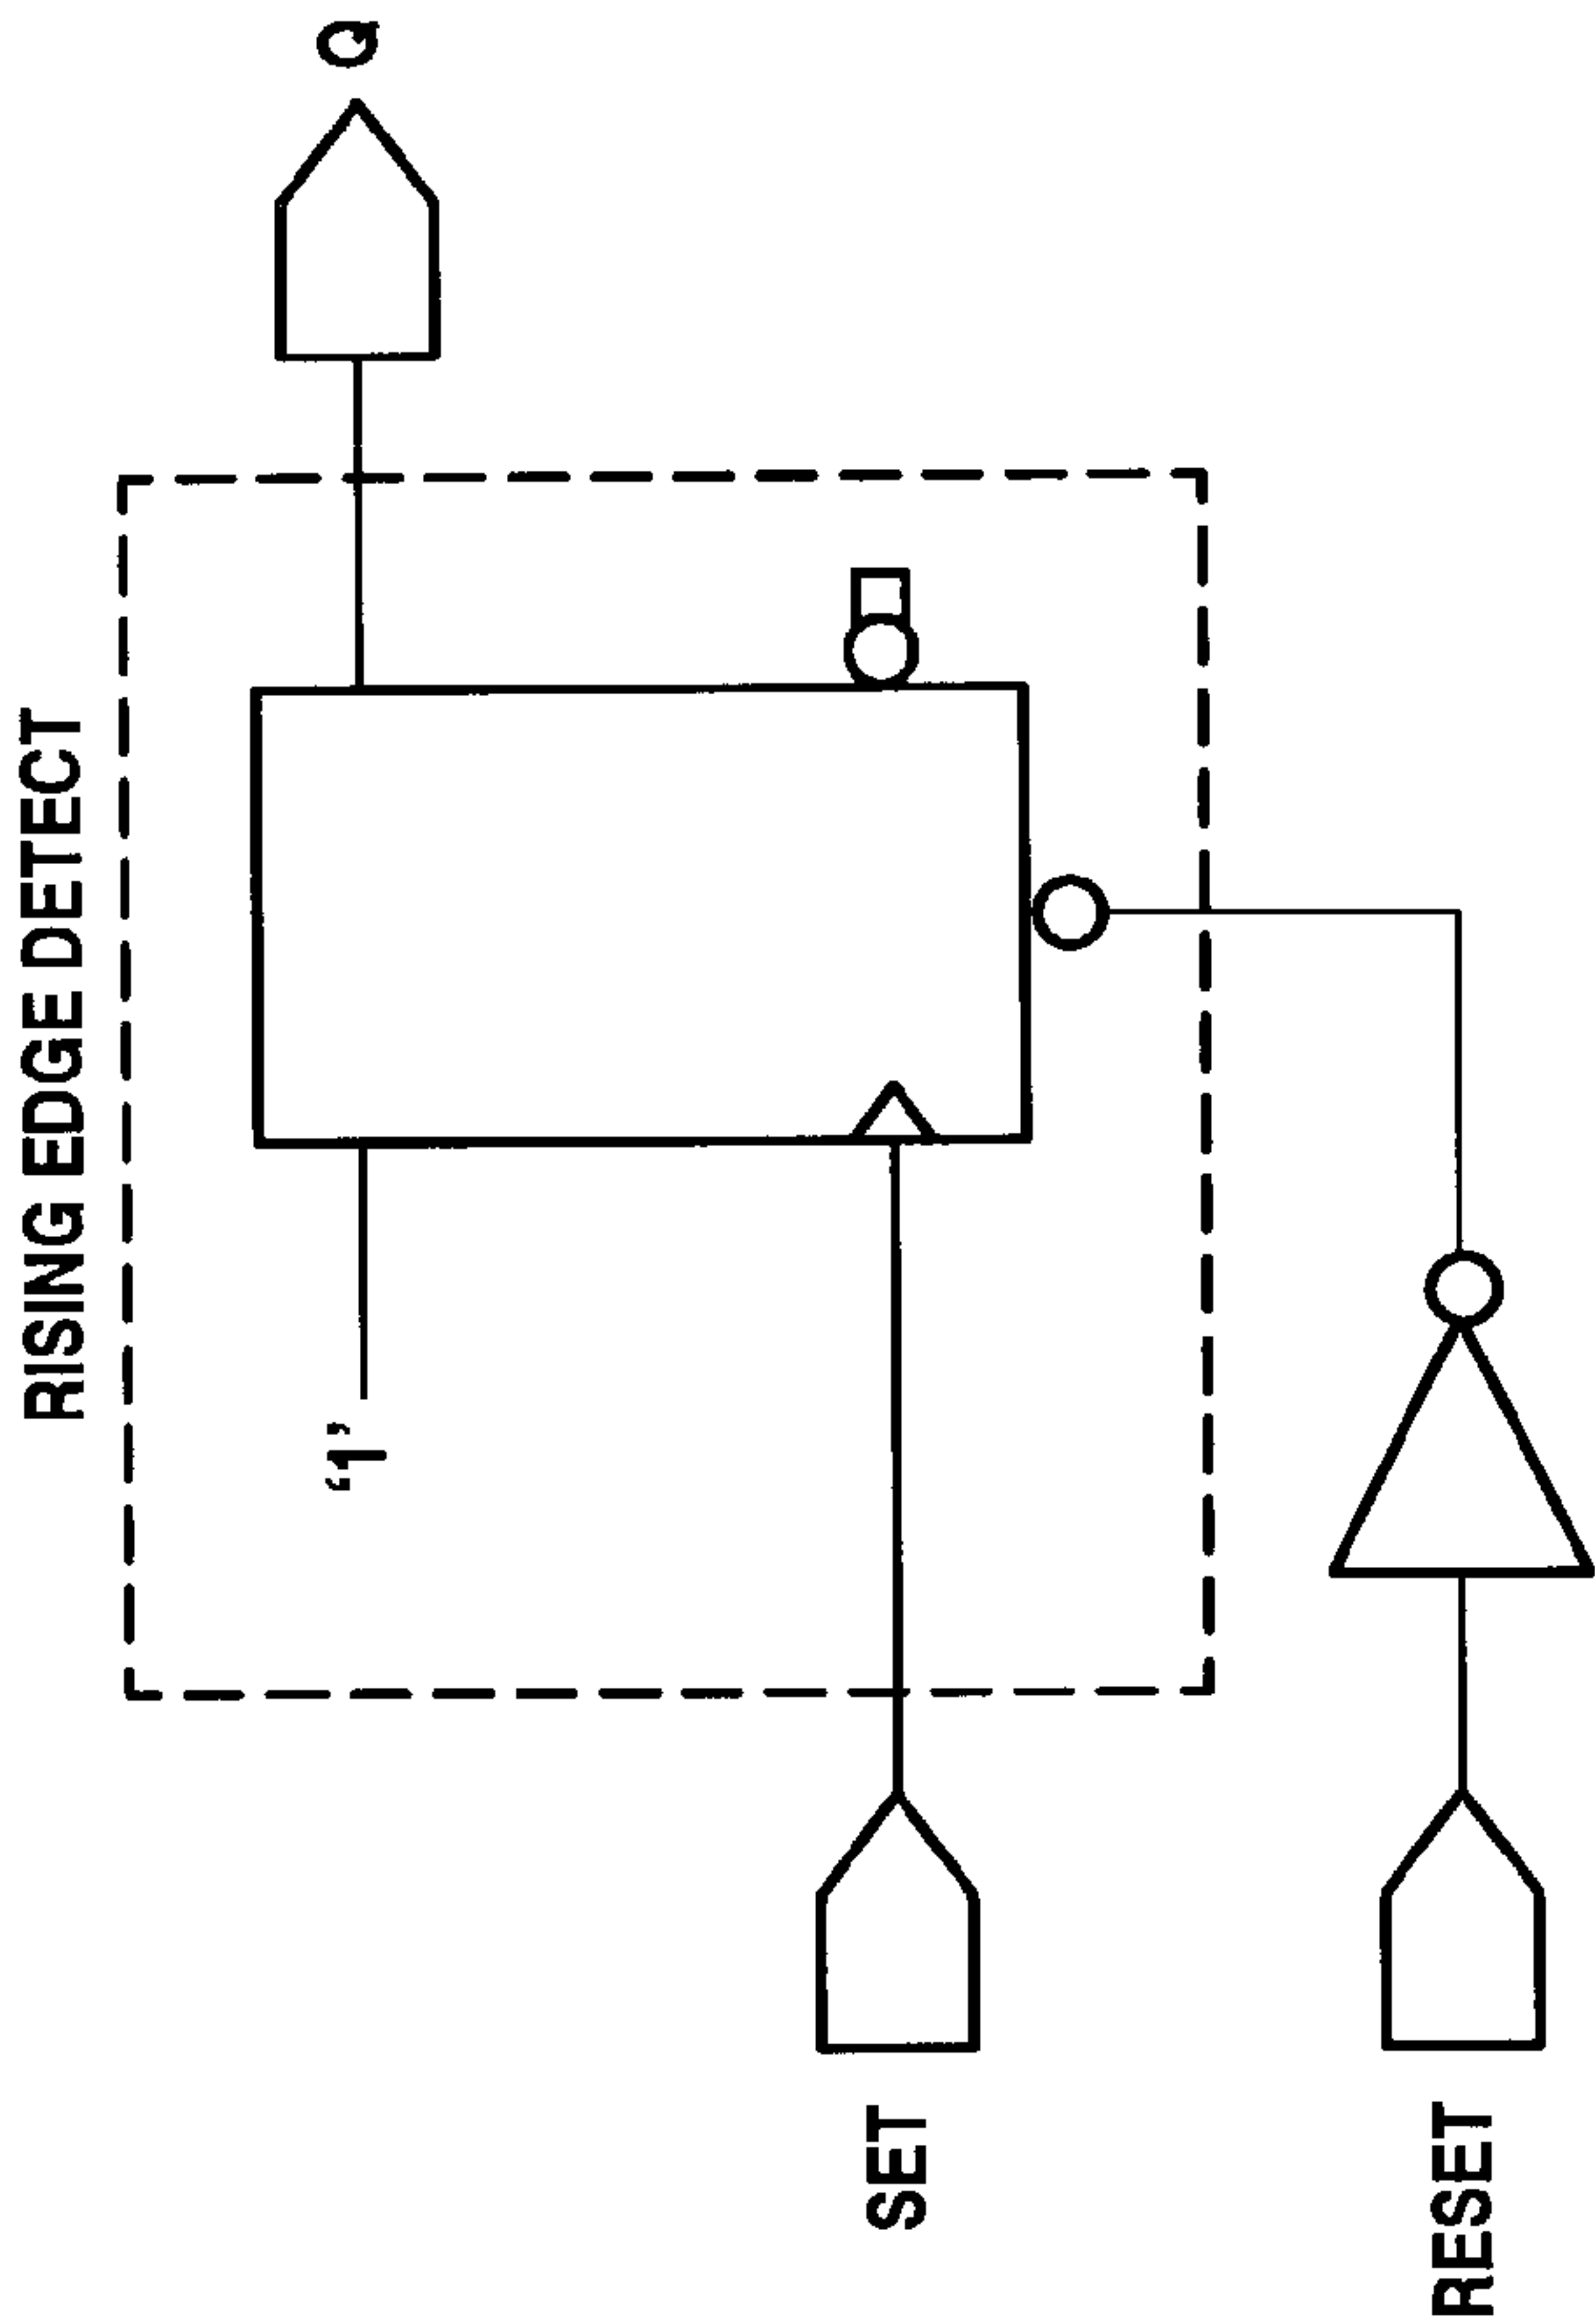 RISING EDGE DETECT
“1”
Q
SET
RESET